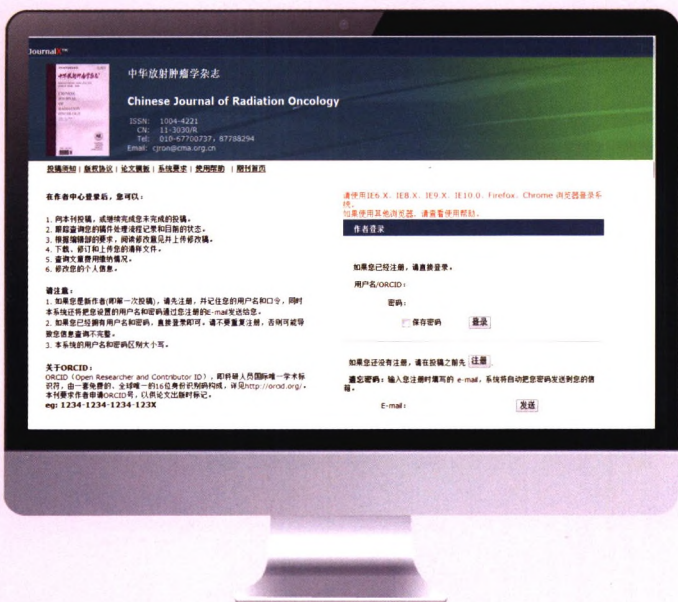 JournalX™
中华放射肿瘤学杂志
中华放射肿瘤学杂志
Chinese Journal of Radiation Oncology
ISSN: 1004-4221
CN: 11-3030/R
Tel: 010-67700737, 87788294
Email: cjron@cma.org.cn
投稿须知 | 版权协议 | 论文模板 | 系统要求 | 使用帮助 | 期刊首页
在作者中心登录后，您可以：
1. 向本刊投稿，或继续完成您未完成的投稿。
2. 跟踪查询您的稿件处理流程记录和目前的状态。
3. 根据编辑部的要求，阅读修改意见并上传修改稿。
4. 下载、修订和上传您的清样文件。
5. 查询文章费用缴纳情况。
6. 修改您的个人信息。
请注意：
1. 如果您是新作者(即第一次投稿)，请先注册，并记住您的用户名和口令，同时
本系统还将把您设置的用户名和密码通过您注册的E-mail发送给您。
2. 如果您已经拥有用户名和密码，直接登录即可。请不要重复注册，否则可能导
致您信息查询不完整。
3. 本系统的用户名和密码区别大小写。
关于ORCID：
ORCID（Open Researcher and Contributor ID），即科研人员国际唯一学术标
识符，由一套免费的、全球唯一的16位身份识别码构成，详见http://orcid.org/。
本刊要求作者申请ORCID号，以供论文出版时标记。
eg: 1234-1234-1234-123X
请使用IE6.X、IE8.X、IE9.X、IE10.0、Firefox、Chrome 浏览器登录系
统。
如果使用其他浏览器，请查看使用帮助。
作者登录
如果您已经注册，请直接登录。
用户名/ORCID:
密码:
保存密码 登录
如果您还没有注册，请在投稿之前先 注册.
遗忘密码：输入您注册时填写的 e-mail，系统将自动把您密码发送到您的信
箱。
E-mail: 发送